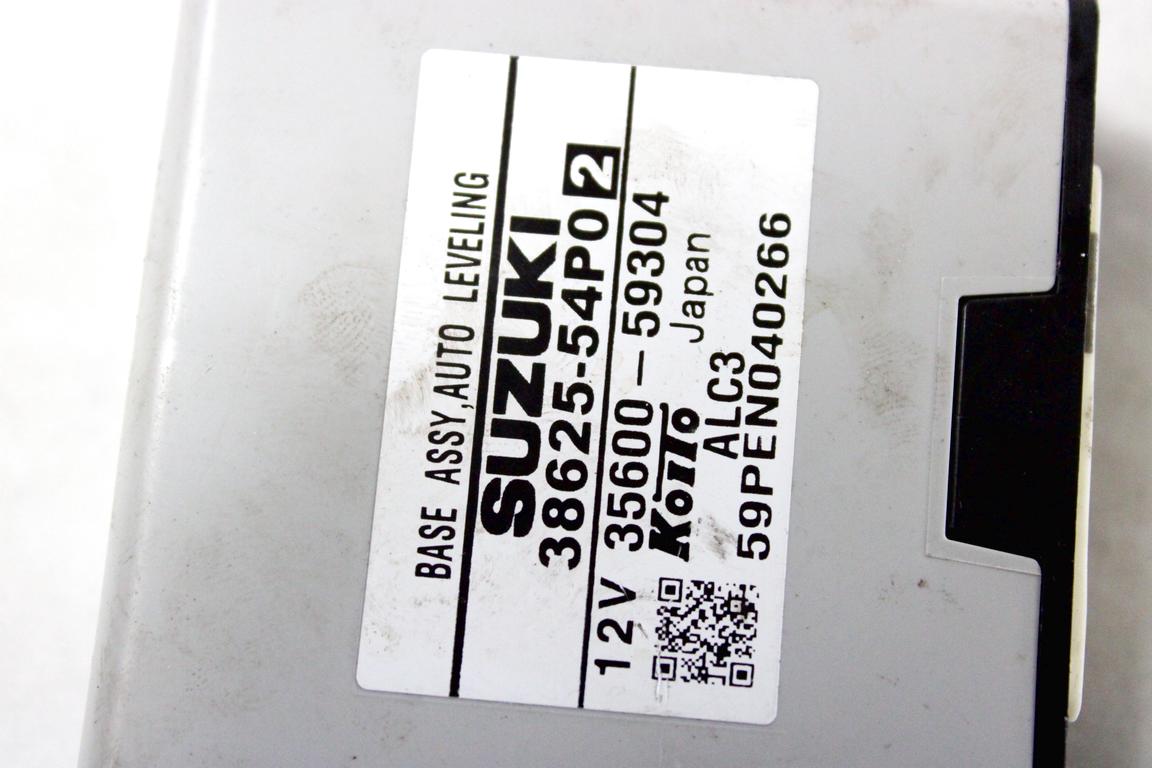 BASE ASSY,AUTO LEVELING
SUZUKI
38625-54P0 2
12V 35600-59304
Koito Japan
ALC3
59PEN040266